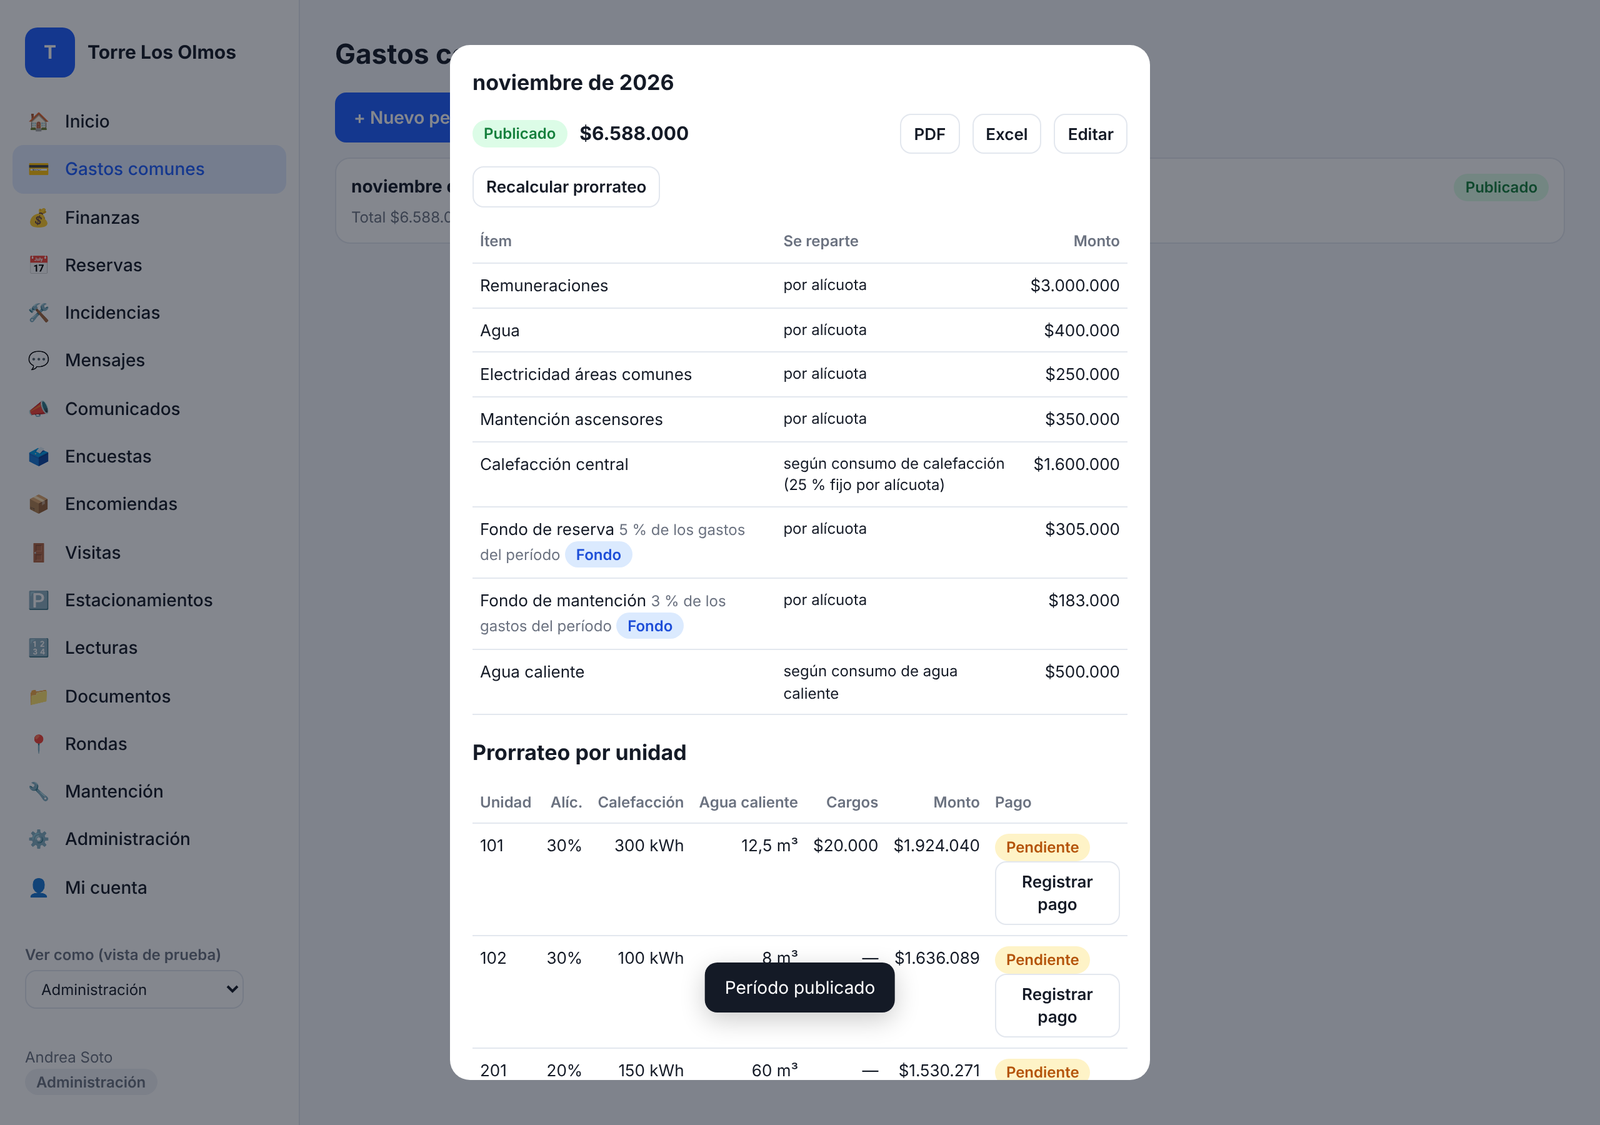 T
Torre Los Olmos
Inicio
Gastos comunes
Finanzas
Reservas
Incidencias
Mensajes
Comunicados
Encuestas
Encomiendas
Visitas
Estacionamientos
Lecturas
Documentos
Rondas
Mantención
Administración
Mi cuenta
Ver como (vista de prueba)
Administración
Andrea Soto
Administración
Gastos c
+ Nuevo pe
noviembre
Total $6.588.0
Publicado
noviembre de 2026
Publicado $6.588.000 PDF Excel Editar
Recalcular prorrateo
Ítem Se reparte Monto
Remuneraciones por alícuota $3.000.000
Agua por alícuota $400.000
Electricidad áreas comunes por alícuota $250.000
Mantención ascensores por alícuota $350.000
Calefacción central según consumo de calefacción $1.600.000
(25 % fijo por alícuota)
Fondo de reserva 5 % de los gastos por alícuota $305.000
del período Fondo
Fondo de mantención 3 % de los por alícuota $183.000
gastos del período Fondo
Agua caliente según consumo de agua $500.000
caliente
Prorrateo por unidad
Unidad Alíc. Calefacción Agua caliente Cargos Monto Pago
101 30% 300 kWh 12,5 m³ $20.000 $1.924.040 Pendiente
Registrar
pago
102 30% 100 kWh 8 m³ — $1.636.089 Pendiente
Registrar
pago
Período publicado
201 20% 150 kWh 60 m³ — $1.530.271 Pendiente